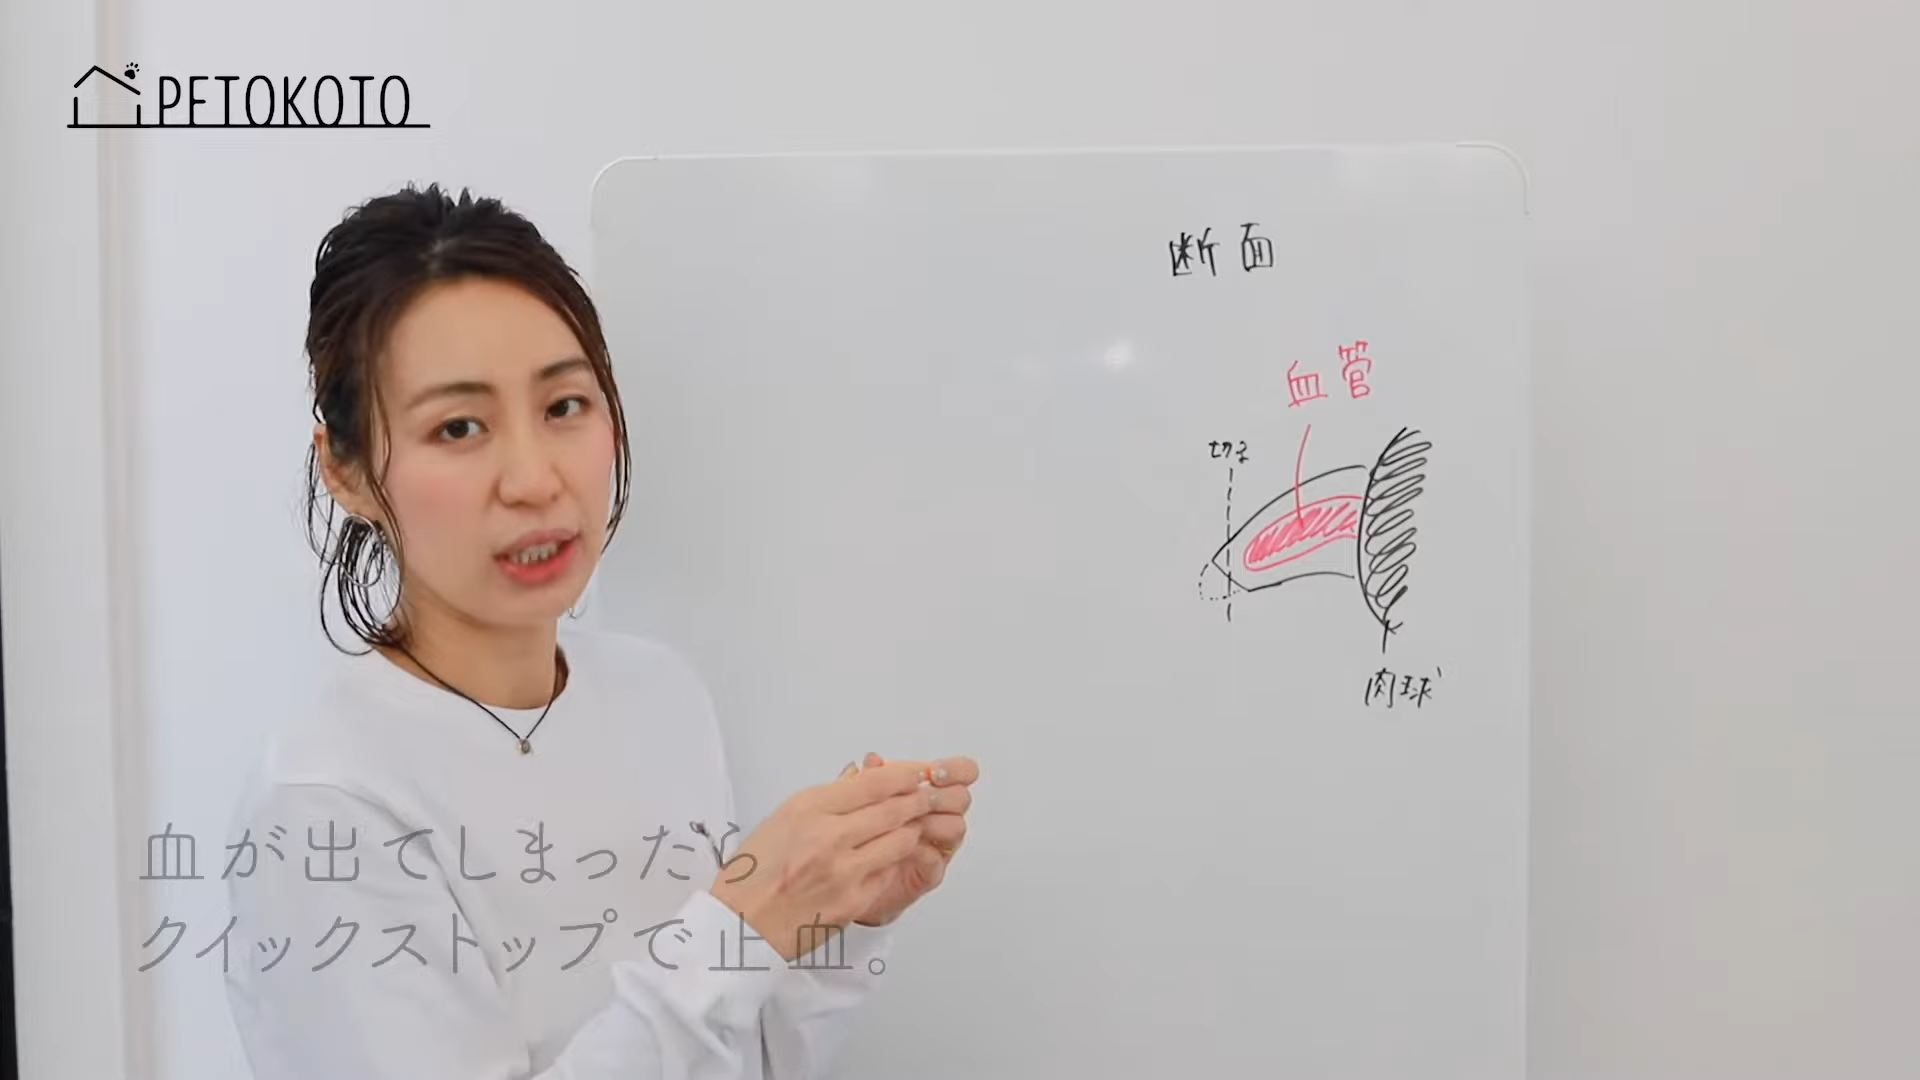 PETOKOTO
断面
血管
切る
肉球
血が出てしまったら
クイックストップで止血。